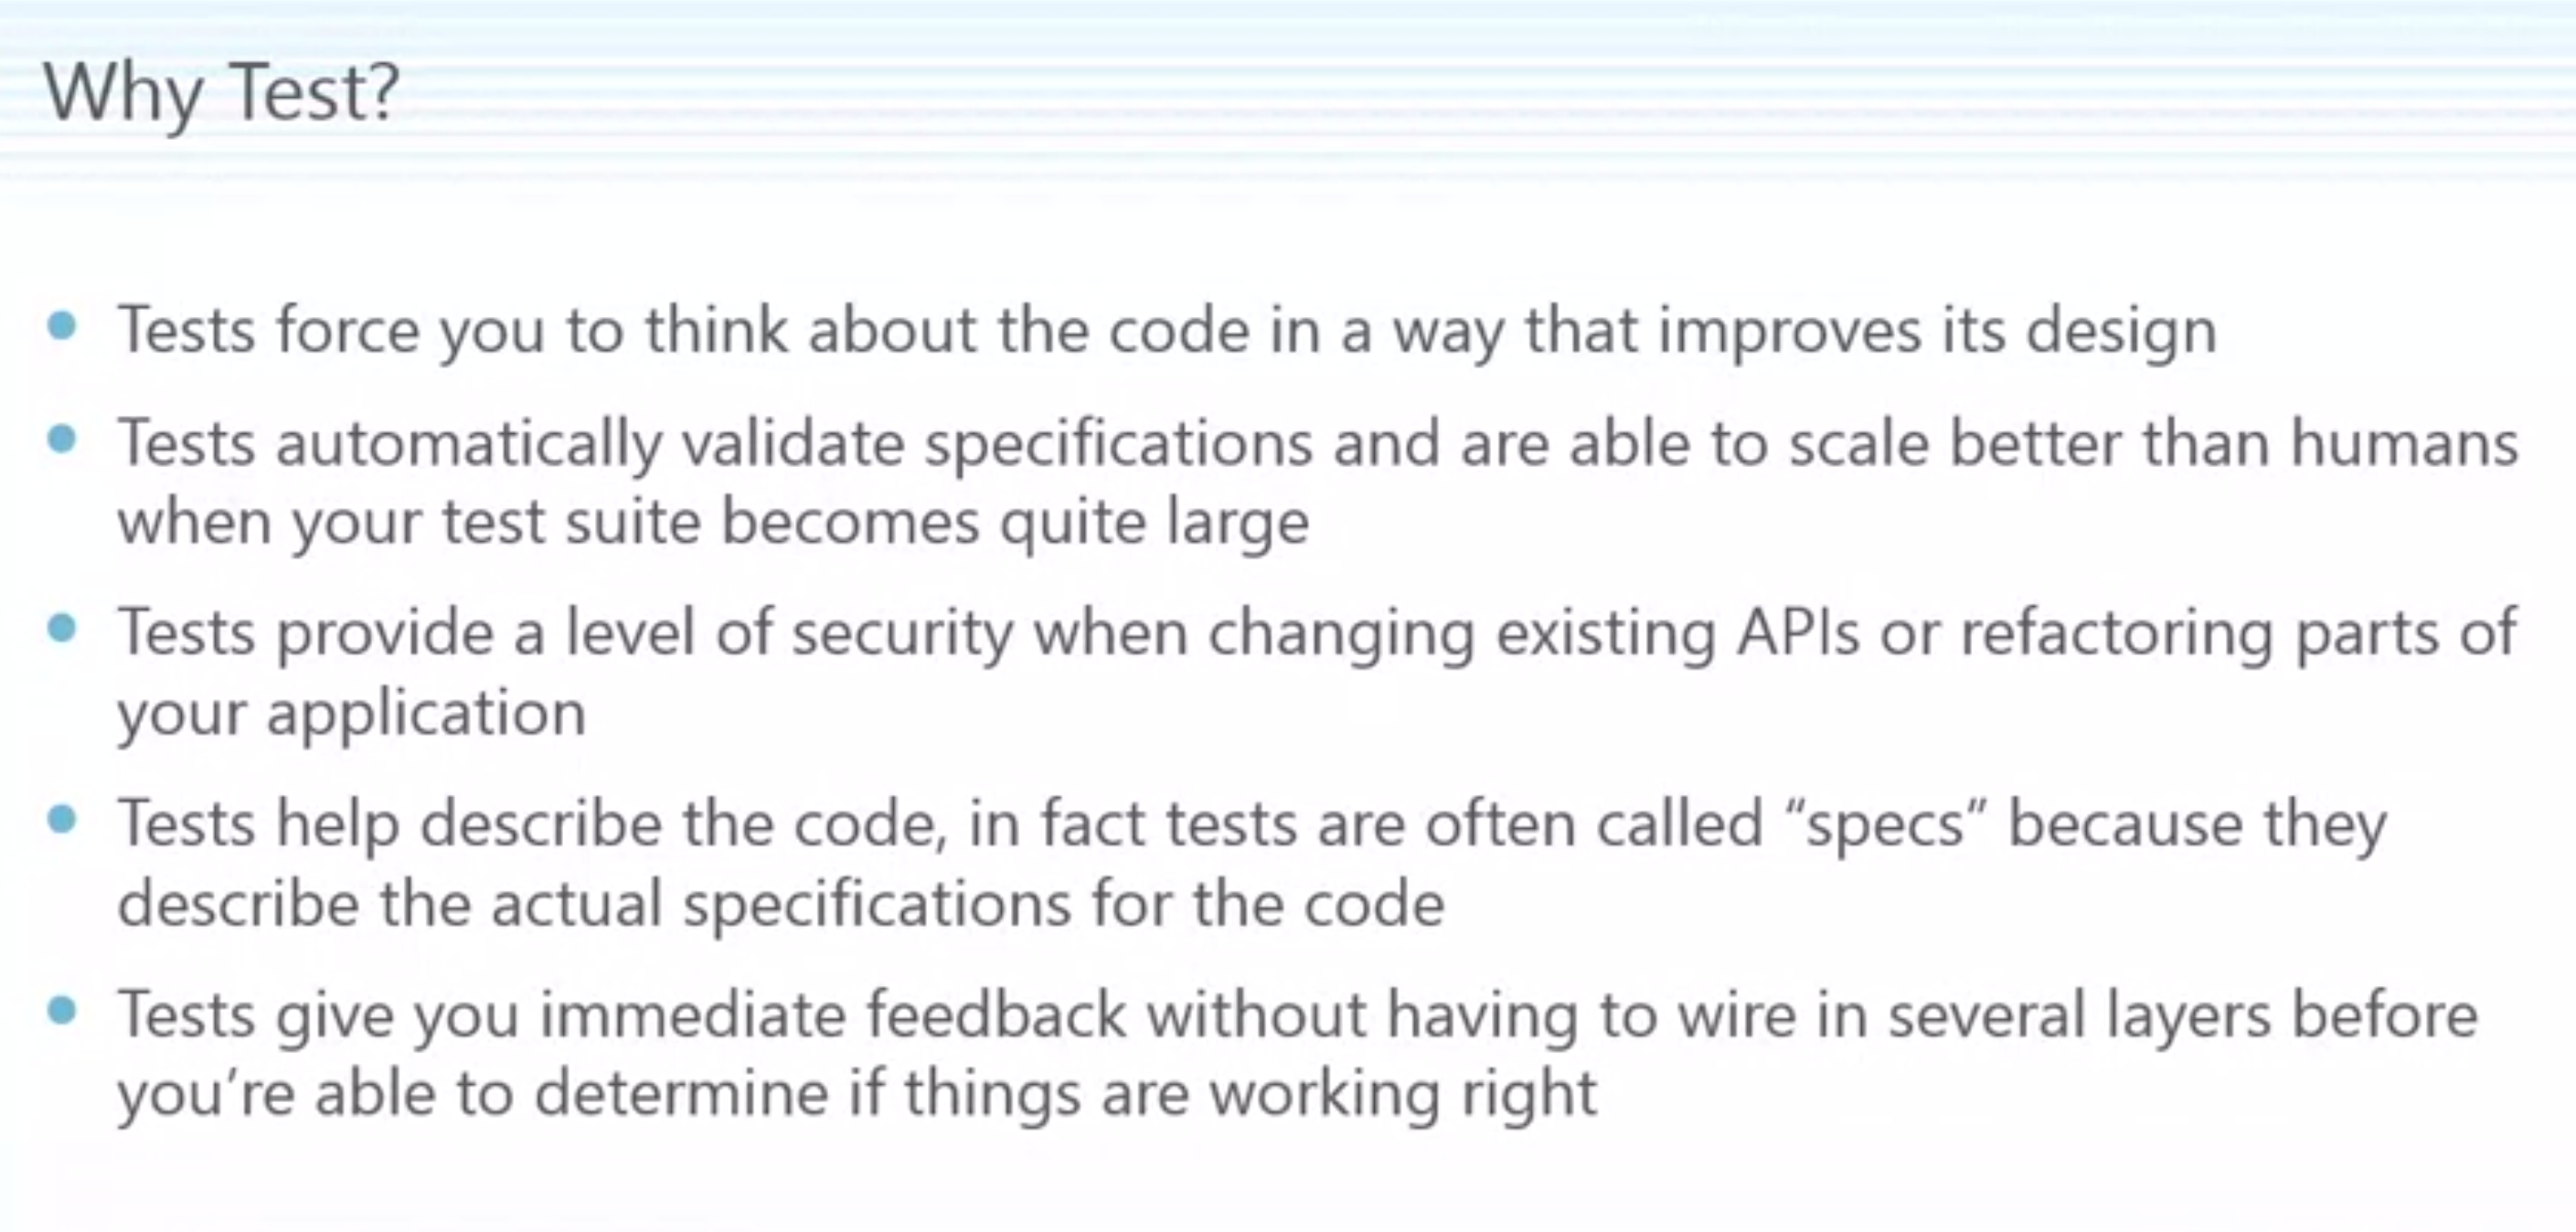 Why Test?
• Tests force you to think about the code in a way that improves its design
• Tests automatically validate specifications and are able to scale better than humans
when your test suite becomes quite large
• Tests provide a level of security when changing existing APIs or refactoring parts of
your application
• Tests help describe the code, in fact tests are often called “specs” because they
describe the actual specifications for the code
• Tests give you immediate feedback without having to wire in several layers before
you’re able to determine if things are working right